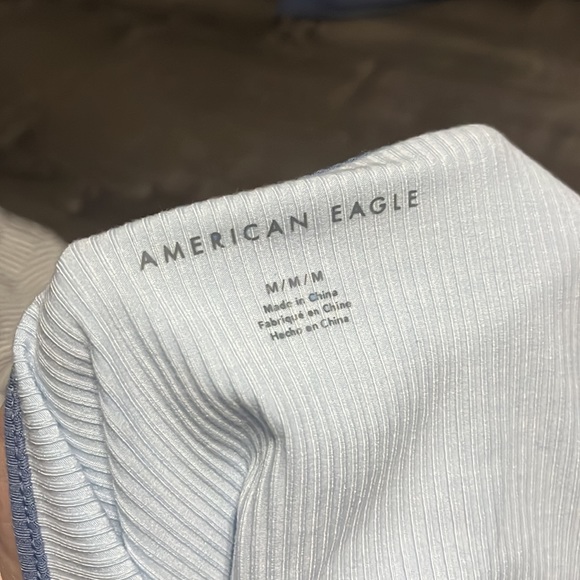 AMERICAN EAGLE
M/M/M
Made in China
Fabriqué en Chine
Hecho en China